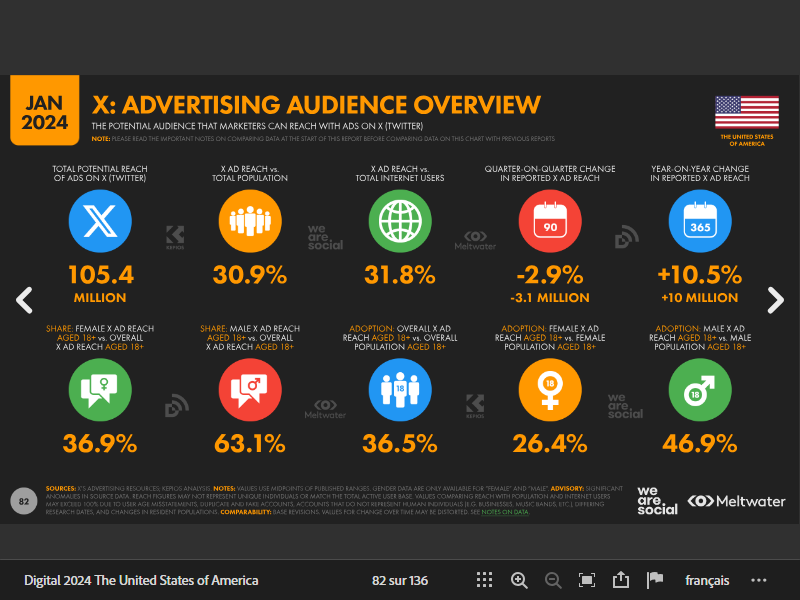 JAN
2024
X: ADVERTISING AUDIENCE OVERVIEW
THE POTENTIAL AUDIENCE THAT MARKETERS CAN REACH WITH ADS ON X (TWITTER)
NOTE: PLEASE READ THE IMPORTANT NOTES ON COMPARING DATA AT THE START OF THIS REPORT BEFORE COMPARING DATA ON THIS CHART WITH PREVIOUS REPORTS
THE UNITED STATES
OF AMERICA
TOTAL POTENTIAL REACH
OF ADS ON X (TWITTER)
105.4
MILLION
X AD REACH vs.
TOTAL POPULATION
30.9%
X AD REACH vs.
TOTAL INTERNET USERS
31.8%
QUARTER-ON-QUARTER CHANGE
IN REPORTED X AD REACH
90
-2.9%
-3.1 MILLION
YEAR-ON-YEAR CHANGE
IN REPORTED X AD REACH
365
+10.5%
+10 MILLION
KEPIOS
we
are.
social
Meltwater
SHARE: FEMALE X AD REACH
AGED 18+ vs. OVERALL
X AD REACH AGED 18+
36.9%
SHARE: MALE X AD REACH
AGED 18+ vs. OVERALL
X AD REACH AGED 18+
63.1%
ADOPTION: OVERALL X AD
REACH AGED 18+ vs. OVERALL
POPULATION AGED 18+
18
36.5%
ADOPTION: FEMALE X AD
REACH AGED 18+ vs. FEMALE
POPULATION AGED 18+
18
26.4%
ADOPTION: MALE X AD
REACH AGED 18+ vs. MALE
POPULATION AGED 18+
18
46.9%
Meltwater
KEPIOS
we
are.
social
82
SOURCES: X'S ADVERTISING RESOURCES; KEPIOS ANALYSIS. NOTES: VALUES USE MIDPOINTS OF PUBLISHED RANGES. GENDER DATA ARE ONLY AVAILABLE FOR "FEMALE" AND "MALE". ADVISORY: SIGNIFICANT
ANOMALIES IN SOURCE DATA. REACH FIGURES MAY NOT REPRESENT UNIQUE INDIVIDUALS OR MATCH THE TOTAL ACTIVE USER BASE. VALUES COMPARING REACH WITH POPULATION AND INTERNET USERS
MAY EXCEED 100% DUE TO USER AGE MISSTATEMENTS, DUPLICATE AND FAKE ACCOUNTS, ACCOUNTS THAT DO NOT REPRESENT HUMAN INDIVIDUALS (E.G. BUSINESSES, MUSIC BANDS, ETC.), DIFFERING
RESEARCH DATES, AND CHANGES IN RESIDENT POPULATIONS. COMPARABILITY: BASE REVISIONS. VALUES FOR CHANGE OVER TIME MAY BE DISTORTED. SEE NOTES ON DATA.
we
are.
social
Meltwater
Digital 2024 The United States of America
82 sur 136
français